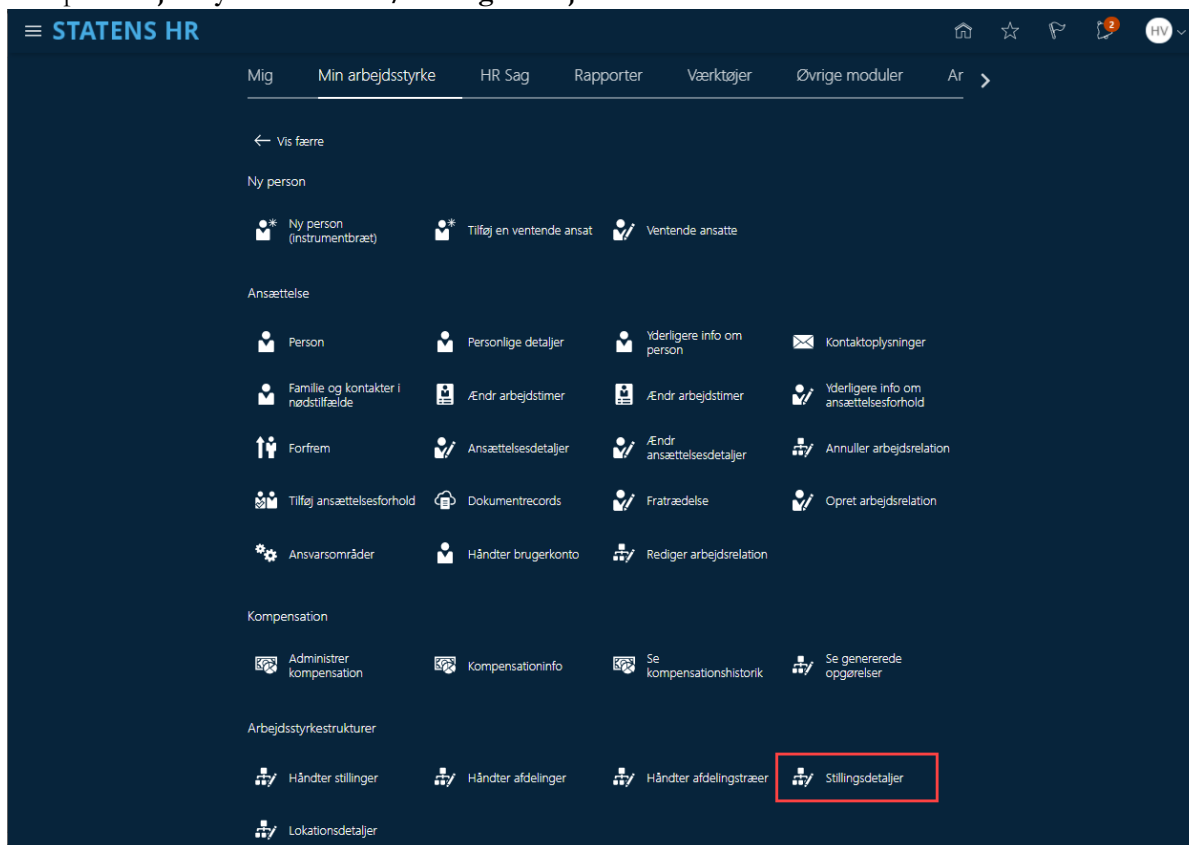 ≡ STATENS HR
2
HV
Mig Min arbejdsstyrke HR Sag Rapporter Værktøjer Øvrige moduler Ar
← Vis færre
Ny person
Ny person
(instrumentbræt)
Tilføj en ventende ansat
Ventende ansatte
Ansættelse
Person
Personlige detaljer
Yderligere info om
person
Kontaktoplysninger
Familie og kontakter i
nødstilfælde
Ændr arbejdstimer
Ændr arbejdstimer
Yderligere info om
ansættelsesforhold
Forfrem
Ansættelsesdetaljer
Ændr
ansættelsesdetaljer
Annuller arbejdsrelation
Tilføj ansættelsesforhold
Dokumentrecords
Fratrædelse
Opret arbejdsrelation
Ansvarsområder
Håndter brugerkonto
Rediger arbejdsrelation
Kompensation
Administrer
kompensation
Kompensationinfo
Se
kompensationshistorik
Se genererede
opgørelser
Arbejdsstyrkestrukturer
Håndter stillinger
Håndter afdelinger
Håndter afdelingstræer
Stillingsdetaljer
Lokationsdetaljer